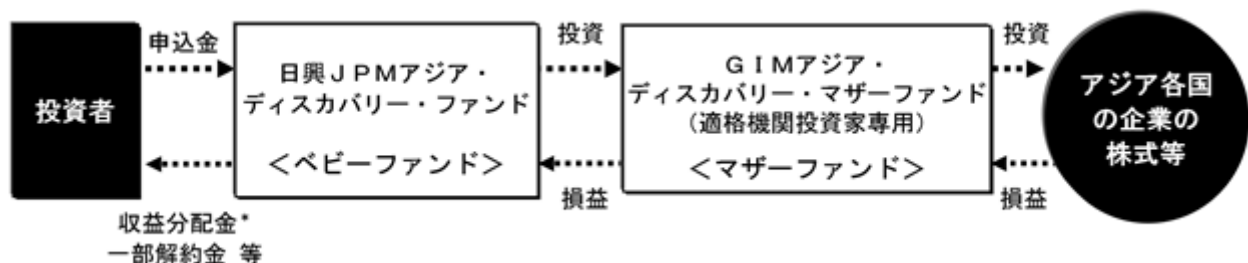 投資者
申込金
収益分配金*
一部解約金 等
日興JPMアジア・
ディスカバリー・ファンド
<ベビーファンド>
投資
損益
GIMアジア・
ディスカバリー・マザーファンド
(適格機関投資家専用)
<マザーファンド>
投資
損益
アジア各国
の企業の
株式等